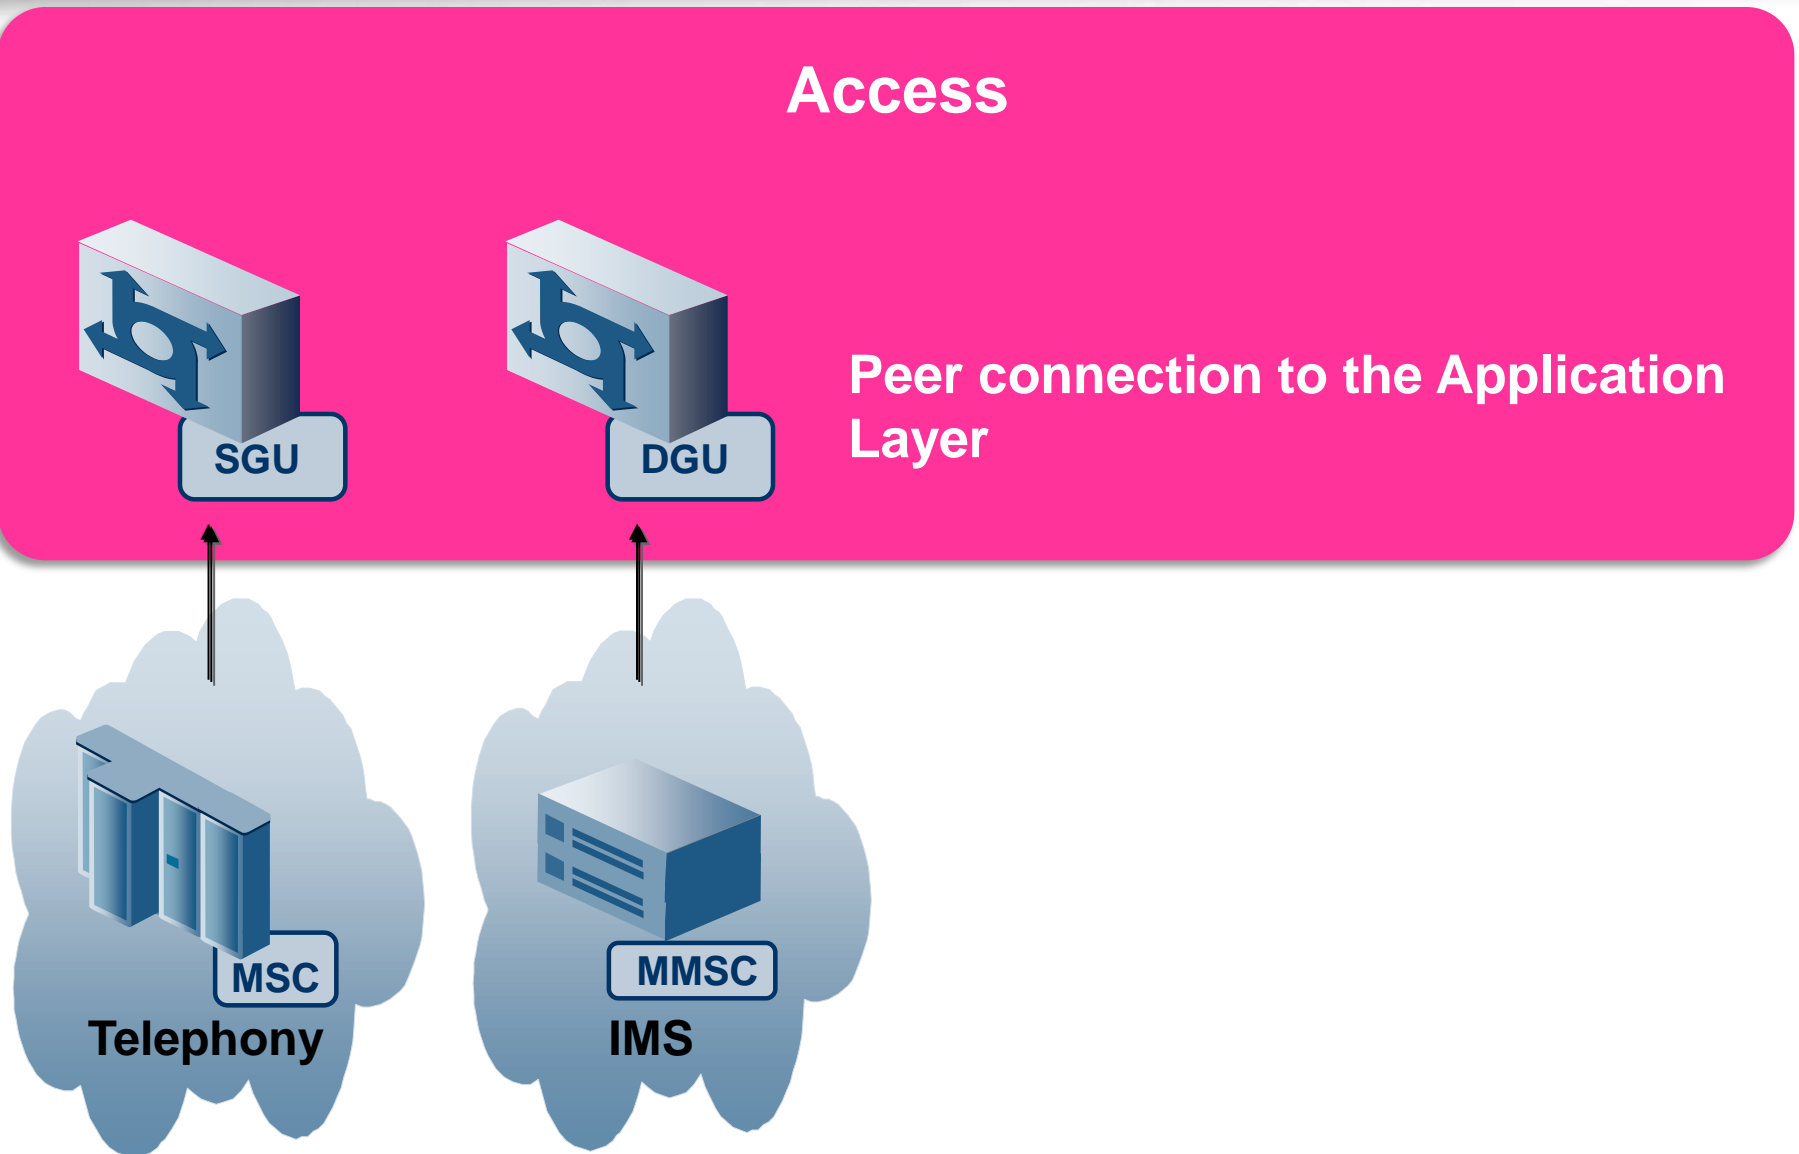 Access
SGU
DGU
Peer connection to the Application
Layer
MSC
Telephony
MMSC
IMS